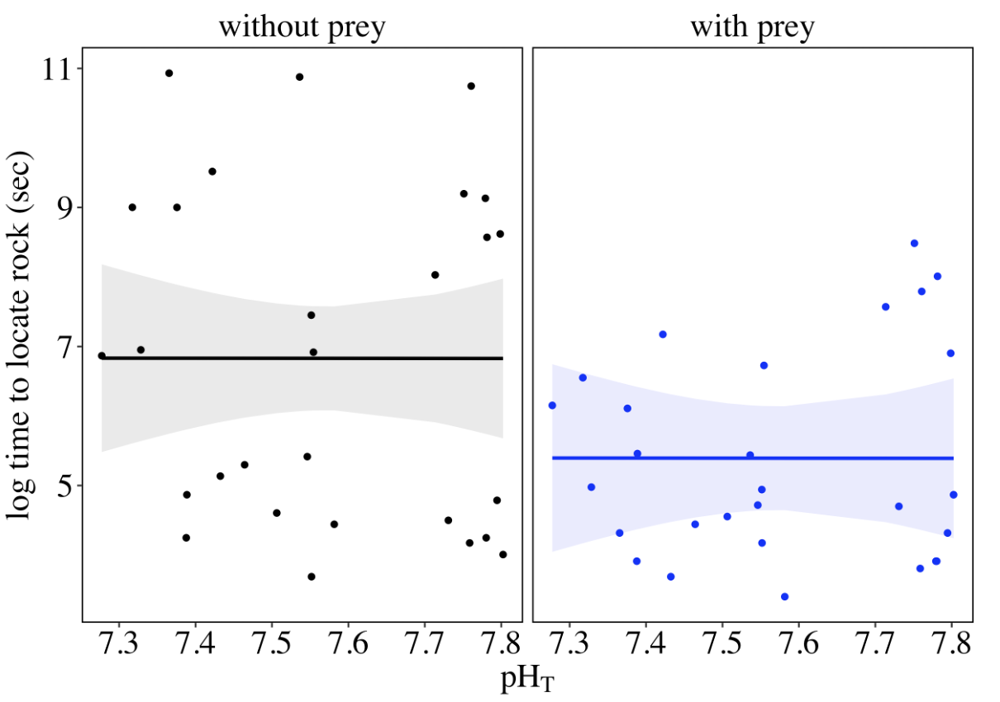 without prey
with prey
log time to locate rock (sec)
11
9
7
5
7.3 7.4 7.5 7.6 7.7 7.8
7.3 7.4 7.5 7.6 7.7 7.8
pHT